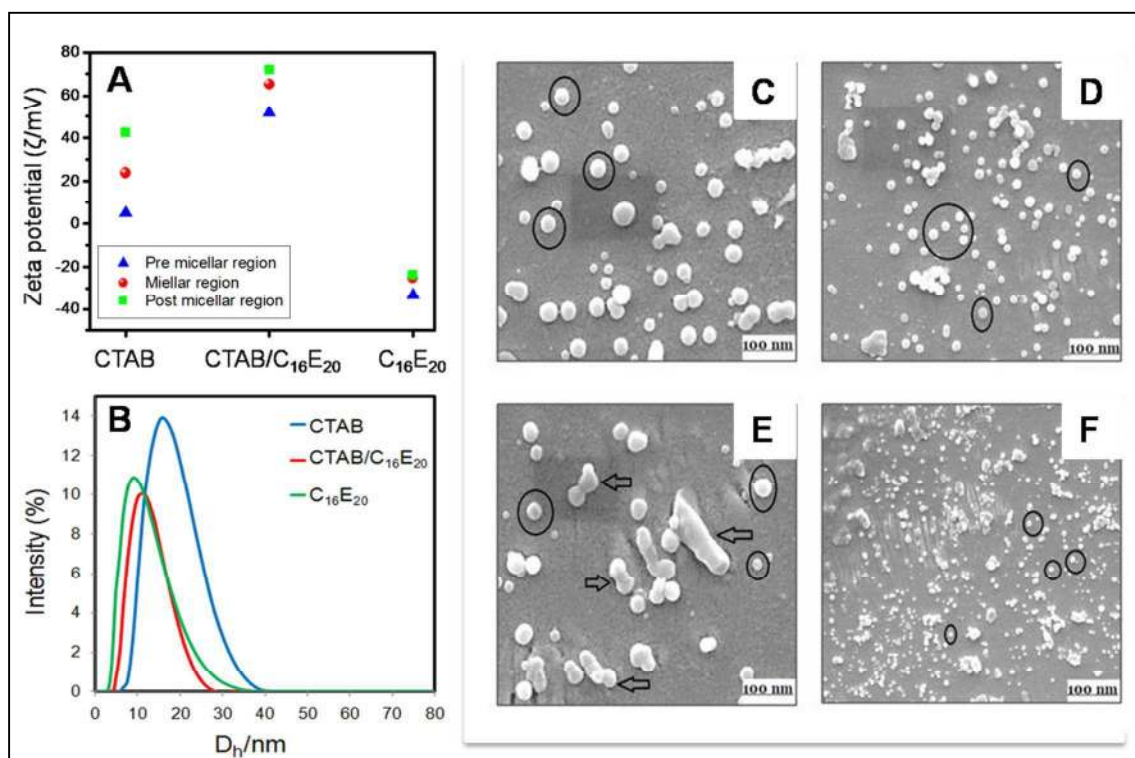 A
Zeta potential (ζ/mV)
80
60
40
20
0
-20
-40
Pre micellar region
Miellar region
Post micellar region
CTAB
CTAB/C₁₆E₂₀
C₁₆E₂₀
B
Intensity (%)
14
12
10
8
6
4
2
0
CTAB
CTAB/C₁₆E₂₀
C₁₆E₂₀
0 10 20 30 40 50 60 70 80
Dₕ/nm
C
100 nm
D
100 nm
E
100 nm
F
100 nm